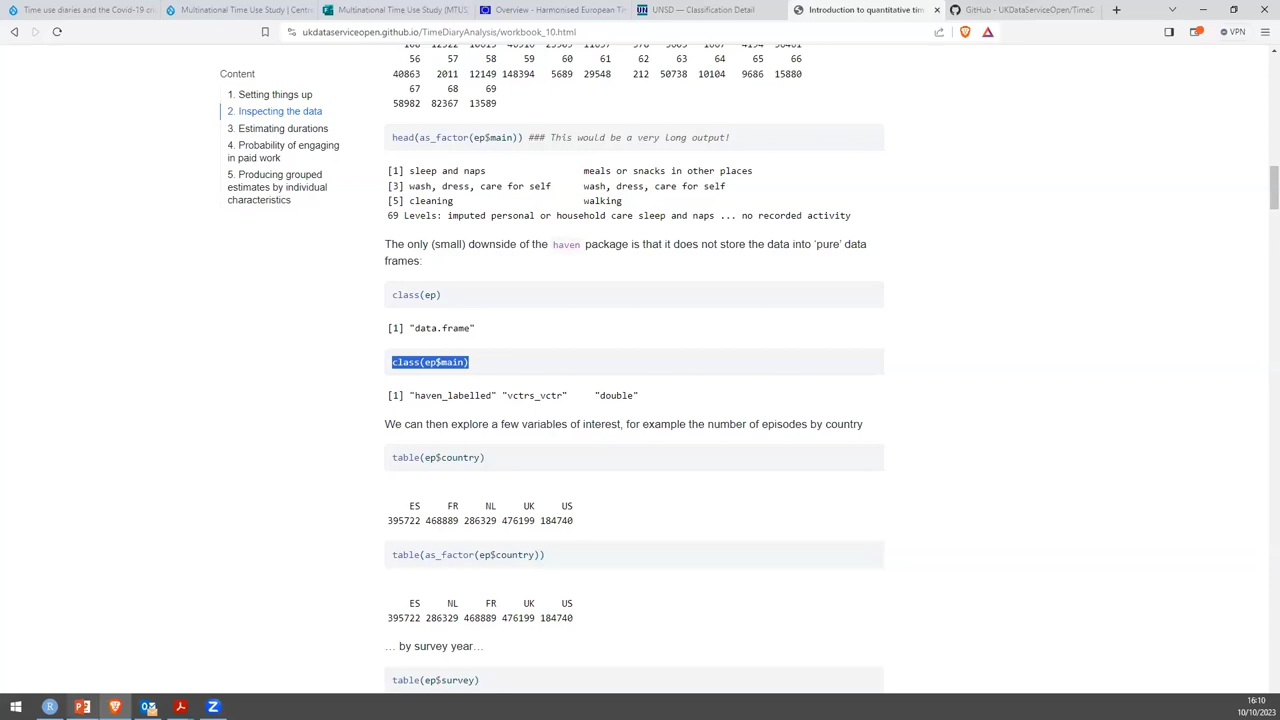 Time use diaries and the Covid-19 cri
Multinational Time Use Study | Centr
Multinational Time Use Study (MTUS
Overview - Harmonised European Tir
UNSD — Classification Detail
Introduction to quantitative tim
GitHub - UKDataServiceOpen/TimeD
ukdataserviceopen.github.io/TimeDiaryAnalysis/workbook_10.html
VPN
Content
1. Setting things up
2. Inspecting the data
3. Estimating durations
4. Probability of engaging
in paid work
5. Producing grouped
estimates by individual
characteristics
56 57 58 59 60 61 62 63 64 65 66
40863 2011 12149 148394 5689 29548 212 50738 10104 9686 15880
67 68 69
58982 82367 13589
head(as_factor(ep$main)) ### This would be a very long output!
[1] sleep and naps meals or snacks in other places
[3] wash, dress, care for self wash, dress, care for self
[5] cleaning walking
69 Levels: imputed personal or household care sleep and naps ... no recorded activity
The only (small) downside of the haven package is that it does not store the data into ‘pure’ data
frames:
class(ep)
[1] "data.frame"
class(ep$main)
[1] "haven_labelled" "vctrs_vctr" "double"
We can then explore a few variables of interest, for example the number of episodes by country
table(ep$country)
ES FR NL UK US
395722 468889 286329 476199 184740
table(as_factor(ep$country))
ES NL FR UK US
395722 286329 468889 476199 184740
… by survey year…
table(ep$survey)
16:10
10/10/2023